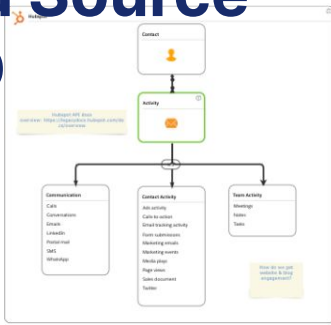 Source
)
Hubspot
Contact
Activity
Hubspot API docs
overview: https://
Communication
Calls
Conversations
Emails
LinkedIn
Postal mail
SMS
WhatsApp
Contact Activity
Ads activity
Calls to action
Email tracking activity
Form submissions
Marketing emails
Marketing events
Media plays
Page views
Sales document
Twitter
Team Activity
Meetings
Notes
Tasks
How do we get
website & blog
engagement?